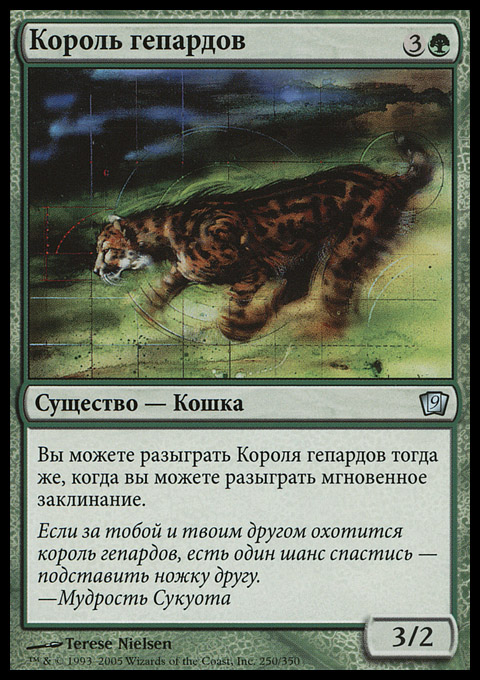 Король гепардов
3
Существо — Кошка
9
Вы можете разыграть Короля гепардов тогда
же, когда вы можете разыграть мгновенное
заклинание.
Если за тобой и твоим другом охотится
король гепардов, есть один шанс спастись —
подставить ножку другу.
—Мудрость Сукуота
3/2
Terese Nielsen
™ & © 1993–2005 Wizards of the Coast, Inc. 250/350